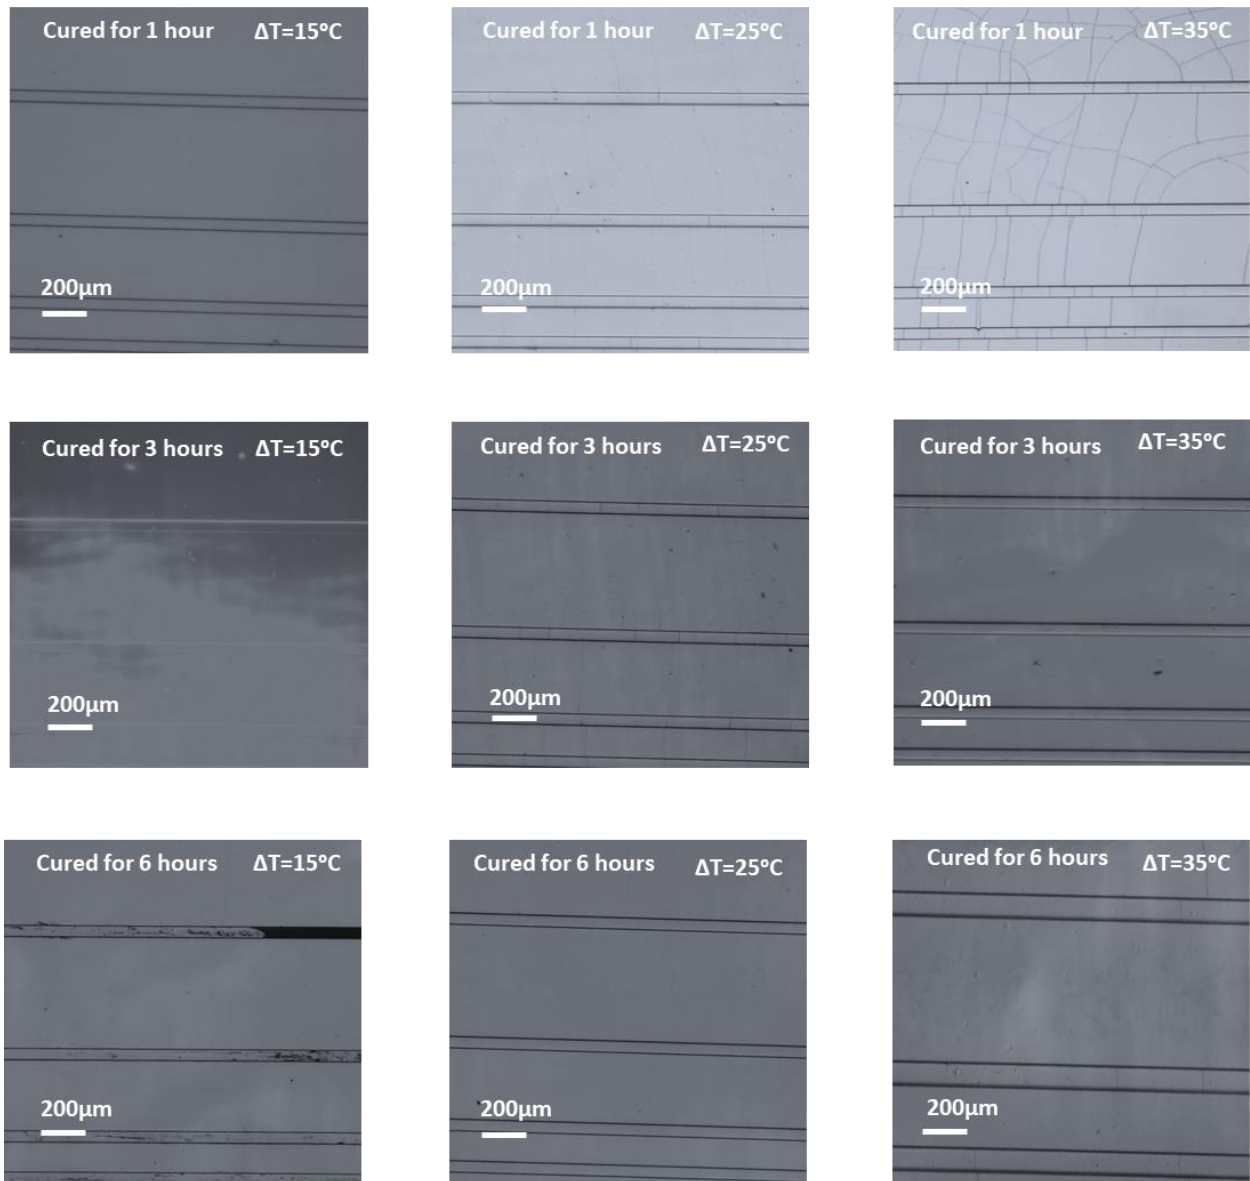 Cured for 1 hour ΔT=15°C
200μm
Cured for 1 hour ΔT=25°C
200μm
Cured for 1 hour ΔT=35°C
200μm
Cured for 3 hours ΔT=15°C
200μm
Cured for 3 hours ΔT=25°C
200μm
Cured for 3 hours ΔT=35°C
200μm
Cured for 6 hours ΔT=15°C
200μm
Cured for 6 hours ΔT=25°C
200μm
Cured for 6 hours ΔT=35°C
200μm